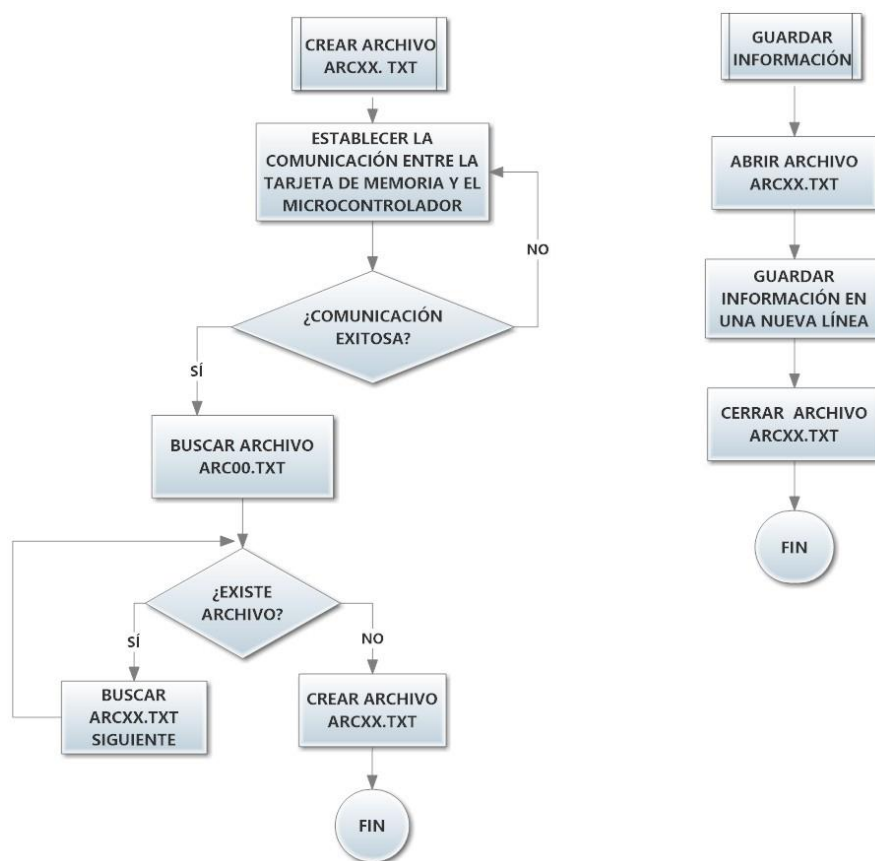 CREAR ARCHIVO
ARCXX. TXT
ESTABLECER LA
COMUNICACIÓN ENTRE LA
TARJETA DE MEMORIA Y EL
MICROCONTROLADOR
NO
¿COMUNICACIÓN
EXITOSA?
SÍ
BUSCAR ARCHIVO
ARC00.TXT
¿EXISTE
ARCHIVO?
SÍ
NO
BUSCAR
ARCXX.TXT
SIGUIENTE
CREAR ARCHIVO
ARCXX.TXT
FIN
GUARDAR
INFORMACIÓN
ABRIR ARCHIVO
ARCXX.TXT
GUARDAR
INFORMACIÓN EN
UNA NUEVA LÍNEA
CERRAR ARCHIVO
ARCXX.TXT
FIN